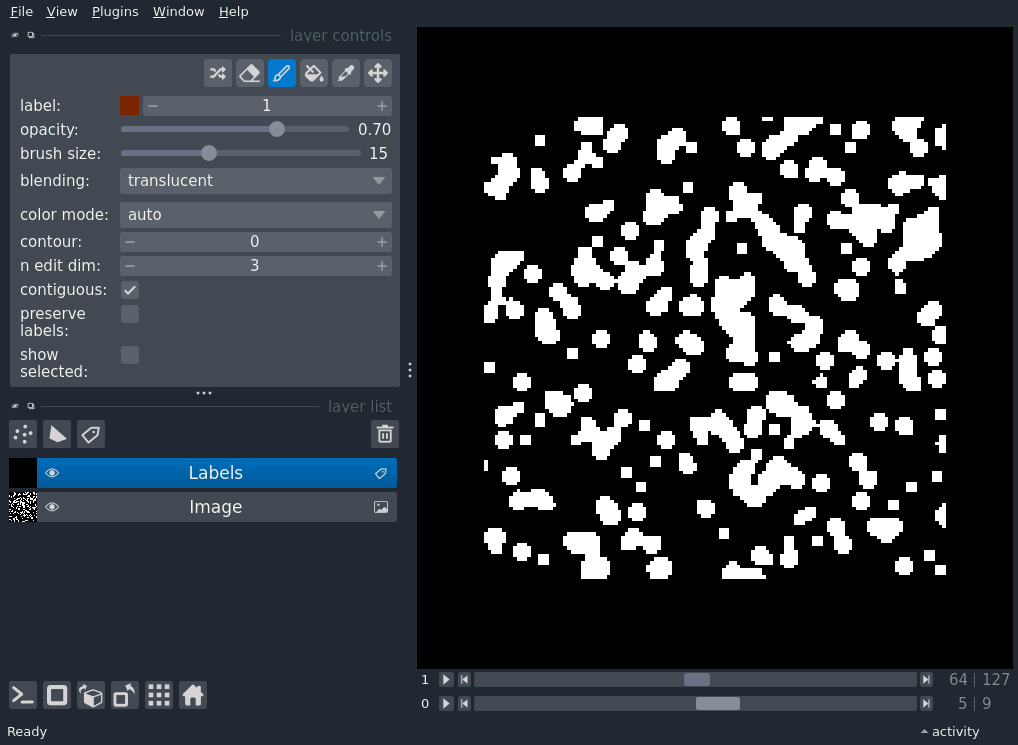 File View Plugins Window Help
layer controls
label: 1
opacity: 0.70
brush size: 15
blending: translucent
color mode: auto
contour: 0
n edit dim: 3
contiguous:
preserve
labels:
show
selected:
layer list
Labels
Image
1 64 | 127
0 5 | 9
Ready activity